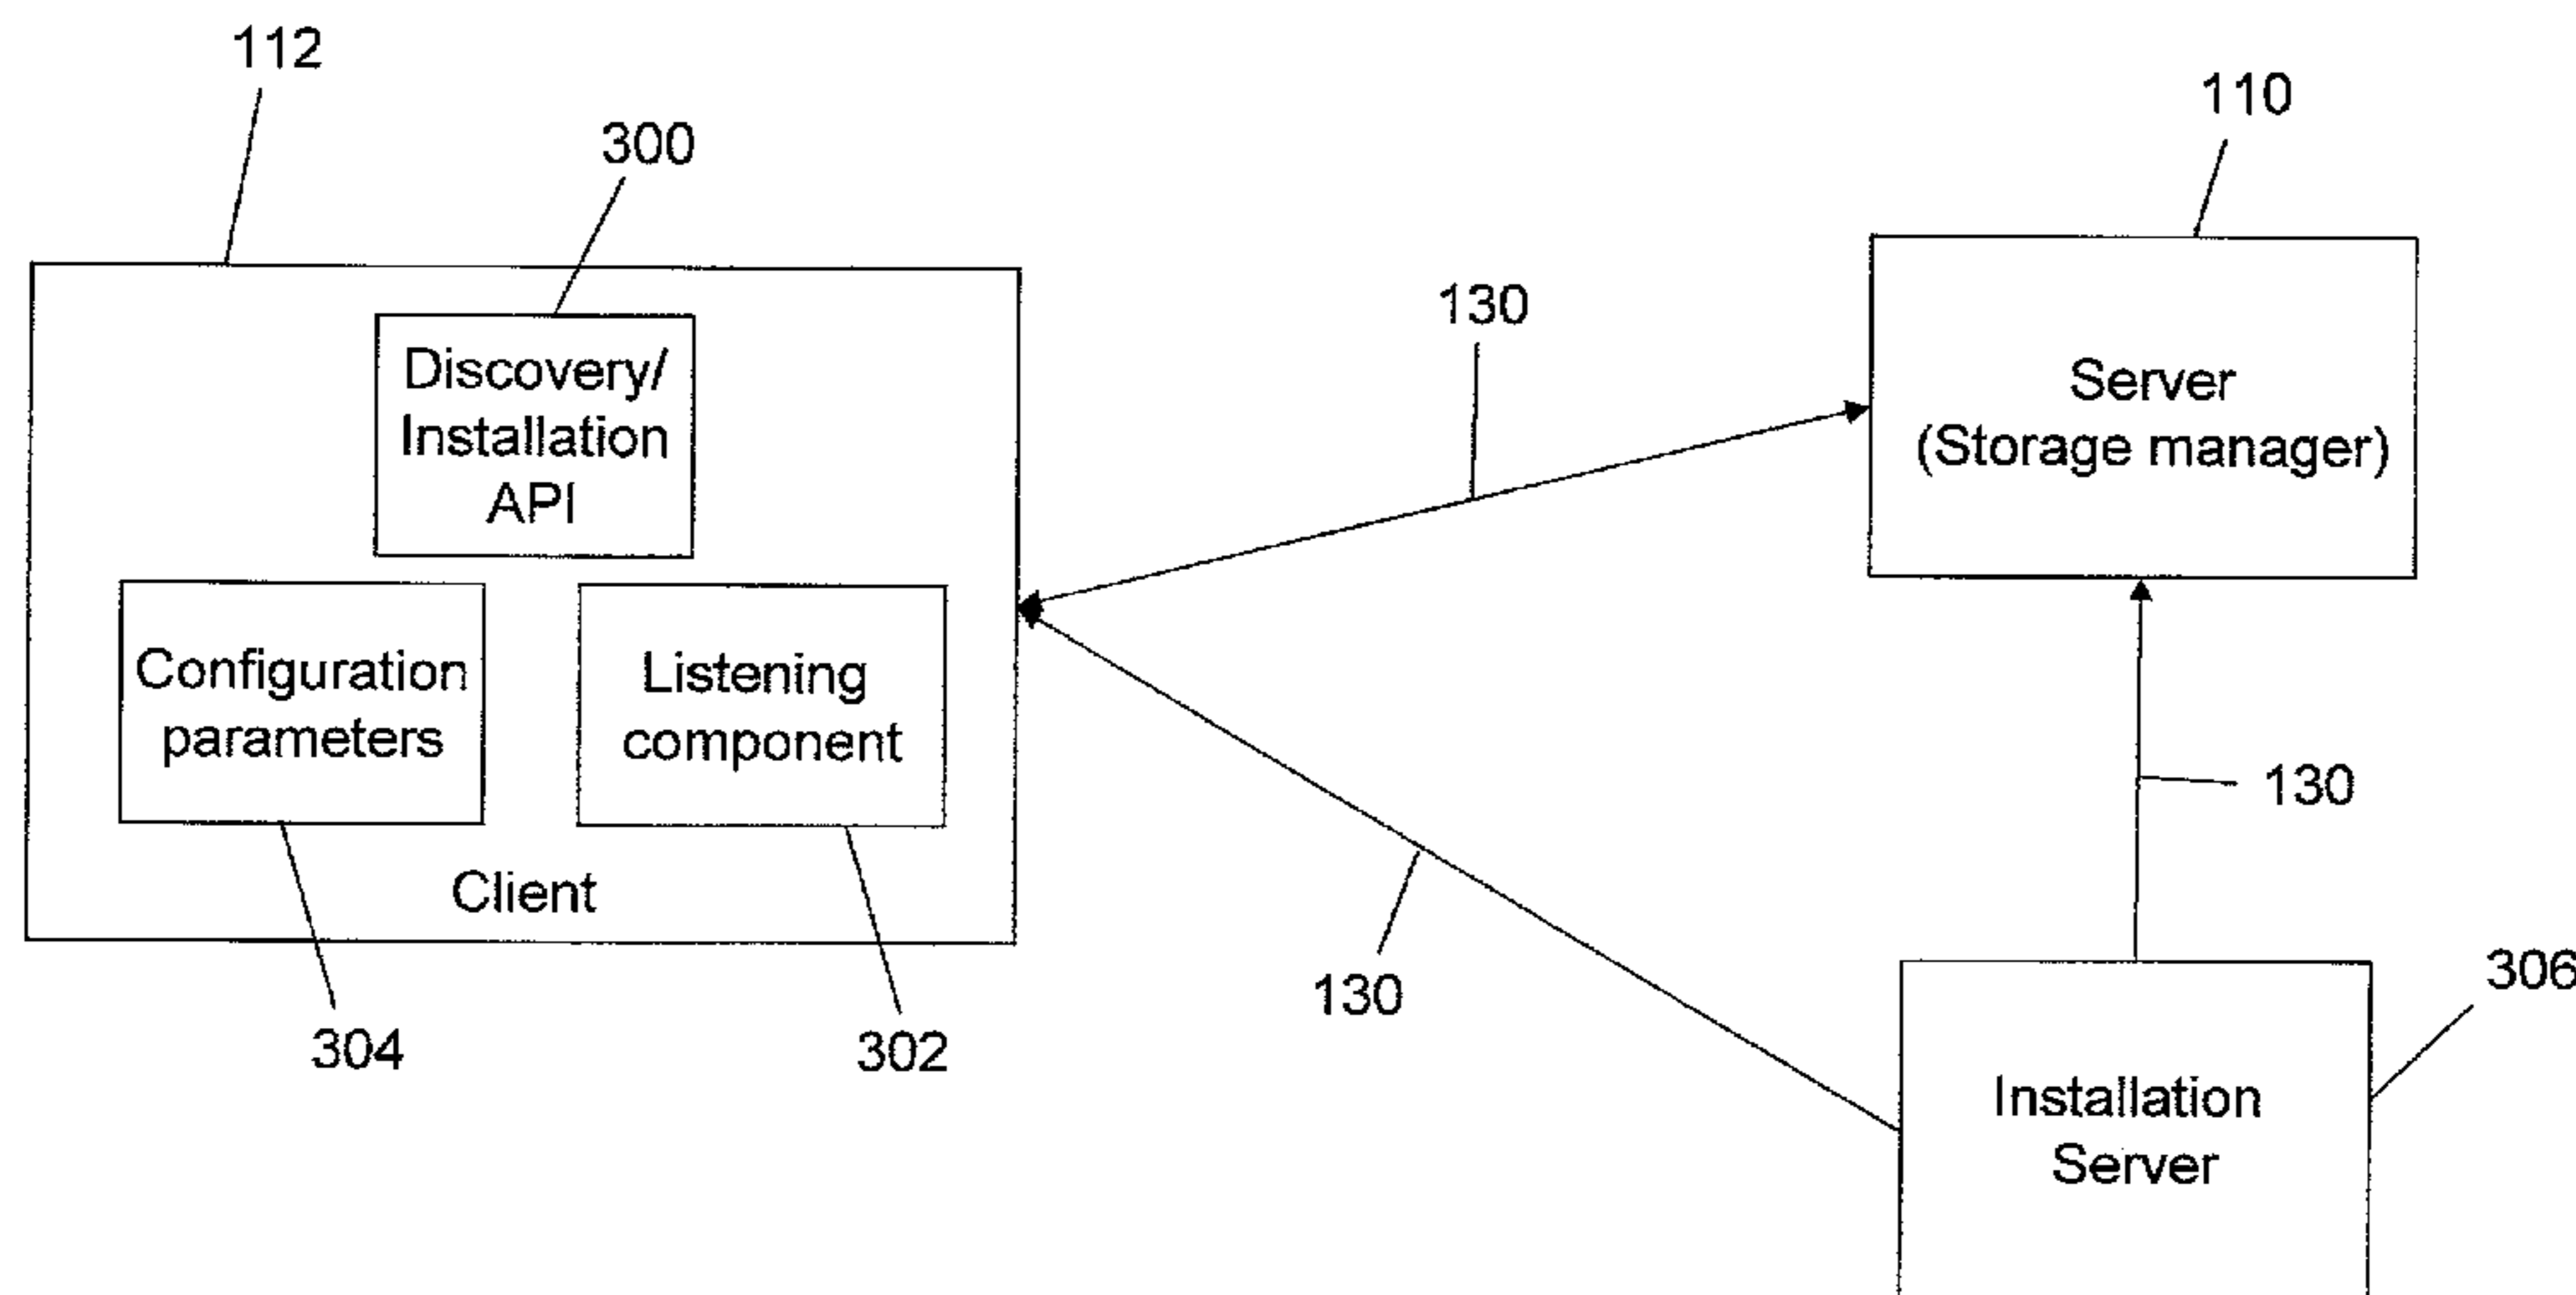 112
300
110
130
Discovery/
Installation
API
Server
(Storage manager)
Configuration
parameters
Listening
component
130
Client
130
304
302
306
Installation
Server